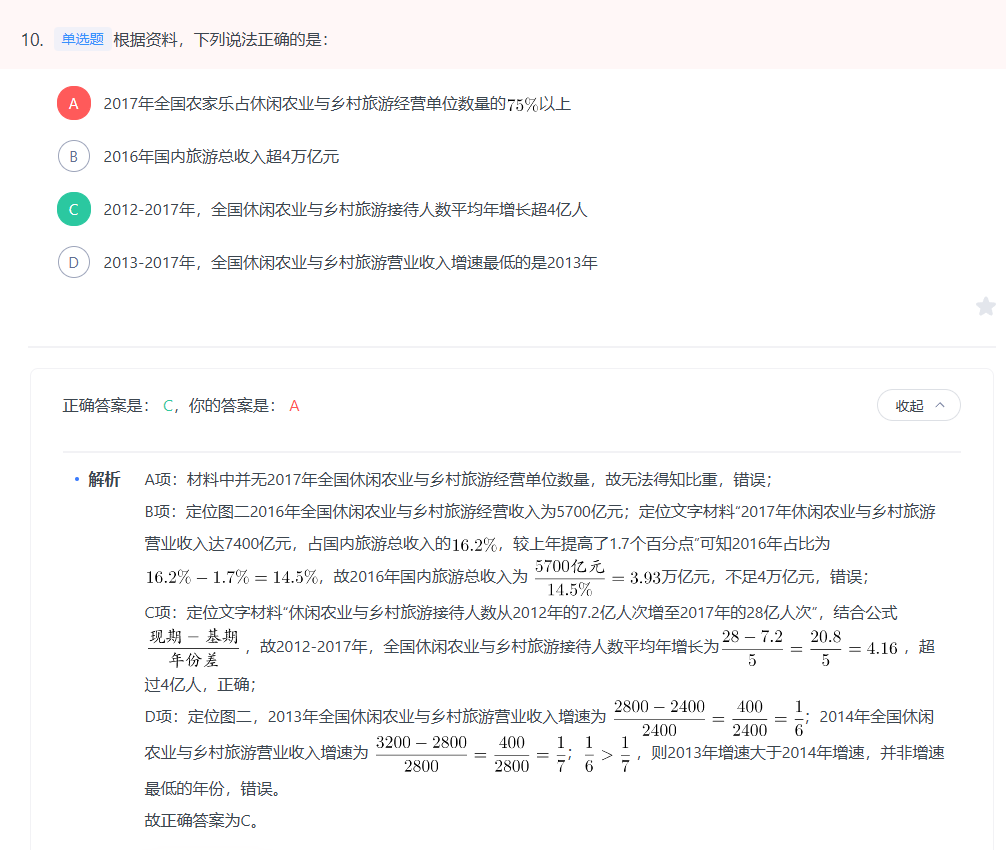 10. 单选题 根据资料，下列说法正确的是：
A 2017年全国农家乐占休闲农业与乡村旅游经营单位数量的75%以上
B 2016年国内旅游总收入超4万亿元
C 2012-2017年，全国休闲农业与乡村旅游接待人数平均年增长超4亿人
D 2013-2017年，全国休闲农业与乡村旅游营业收入增速最低的是2013年
正确答案是： C，你的答案是： A 收起
解析 A项：材料中并无2017年全国休闲农业与乡村旅游经营单位数量，故无法得知比重，错误；
B项：定位图二2016年全国休闲农业与乡村旅游经营收入为5700亿元；定位文字材料“2017年休闲农业与乡村旅游
营业收入达7400亿元，占国内旅游总收入的16.2%，较上年提高了1.7个百分点”可知2016年占比为
16.2% − 1.7% = 14.5%，故2016年国内旅游总收入为 5700亿元/14.5% = 3.93万亿元，不足4万亿元，错误；
C项：定位文字材料“休闲农业与乡村旅游接待人数从2012年的7.2亿人次增至2017年的28亿人次”，结合公式
现期 − 基期/年份差，故2012-2017年，全国休闲农业与乡村旅游接待人数平均年增长为28 − 7.2/5 = 20.8/5 = 4.16，超
过4亿人，正确；
D项：定位图二，2013年全国休闲农业与乡村旅游营业收入增速为 2800 − 2400/2400 = 400/2400 = 1/6；2014年全国休闲
农业与乡村旅游营业收入增速为 3200 − 2800/2800 = 400/2800 = 1/7；1/6 > 1/7，则2013年增速大于2014年增速，并非增速
最低的年份，错误。
故正确答案为C。